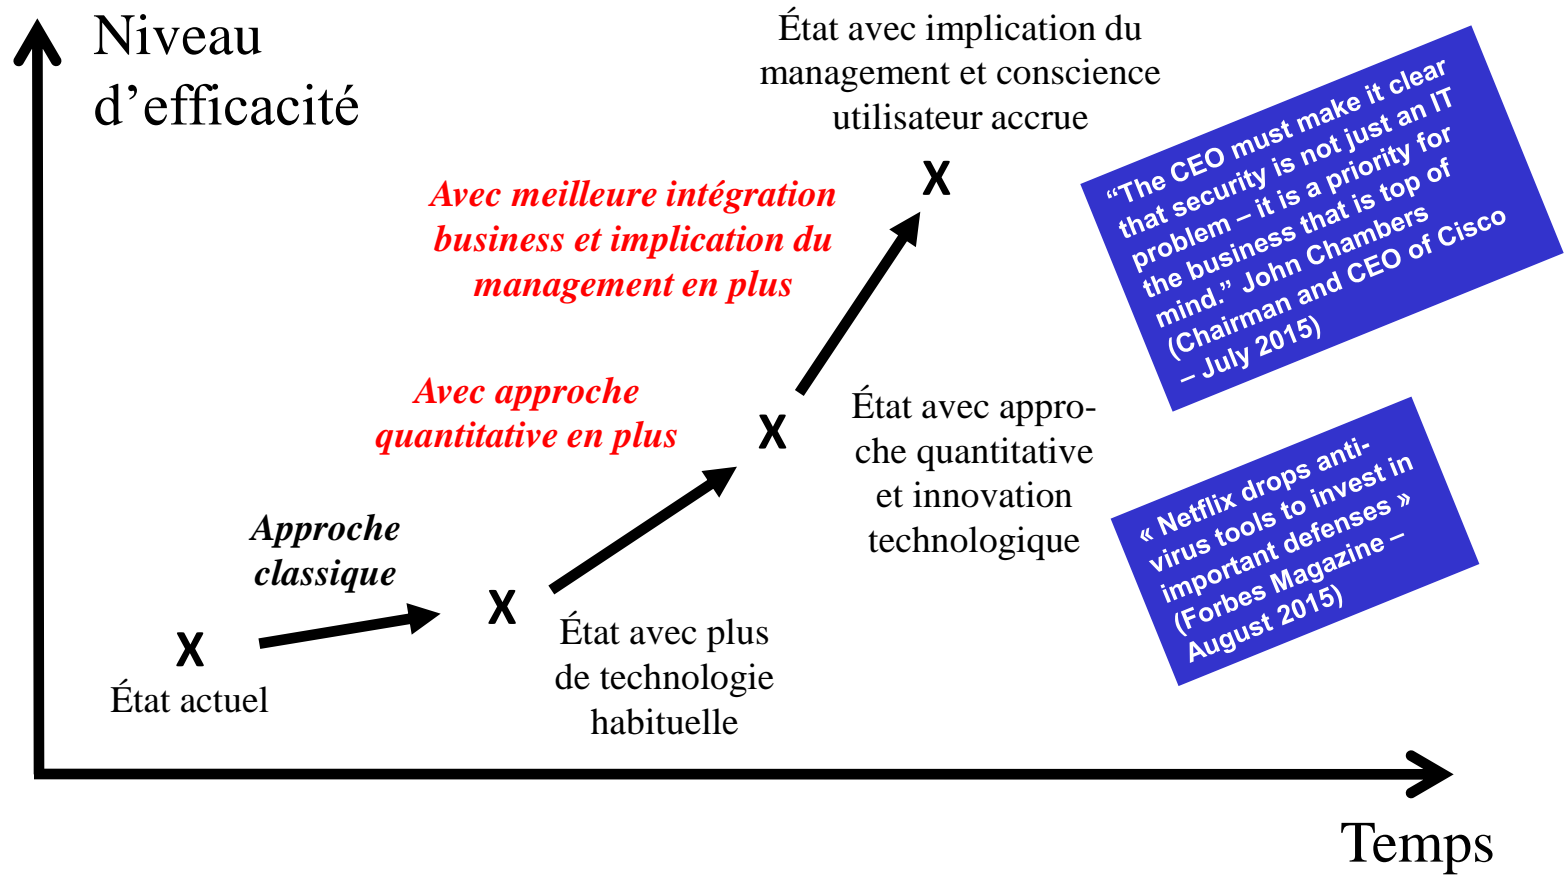 Niveau
d’efficacité
État avec implication du
management et conscience
utilisateur accrue
X
“The CEO must make it clear
that security is not just an IT
problem – it is a priority for
the business that is top of
mind.” John Chambers
(Chairman and CEO of Cisco
– July 2015)
Avec meilleure intégration
business et implication du
management en plus
Avec approche
quantitative en plus
X
État avec appro-
che quantitative
et innovation
technologique
« Netflix drops anti-
virus tools to invest in
important defenses »
(Forbes Magazine –
August 2015)
Approche
classique
X
État avec plus
de technologie
habituelle
X
État actuel
Temps